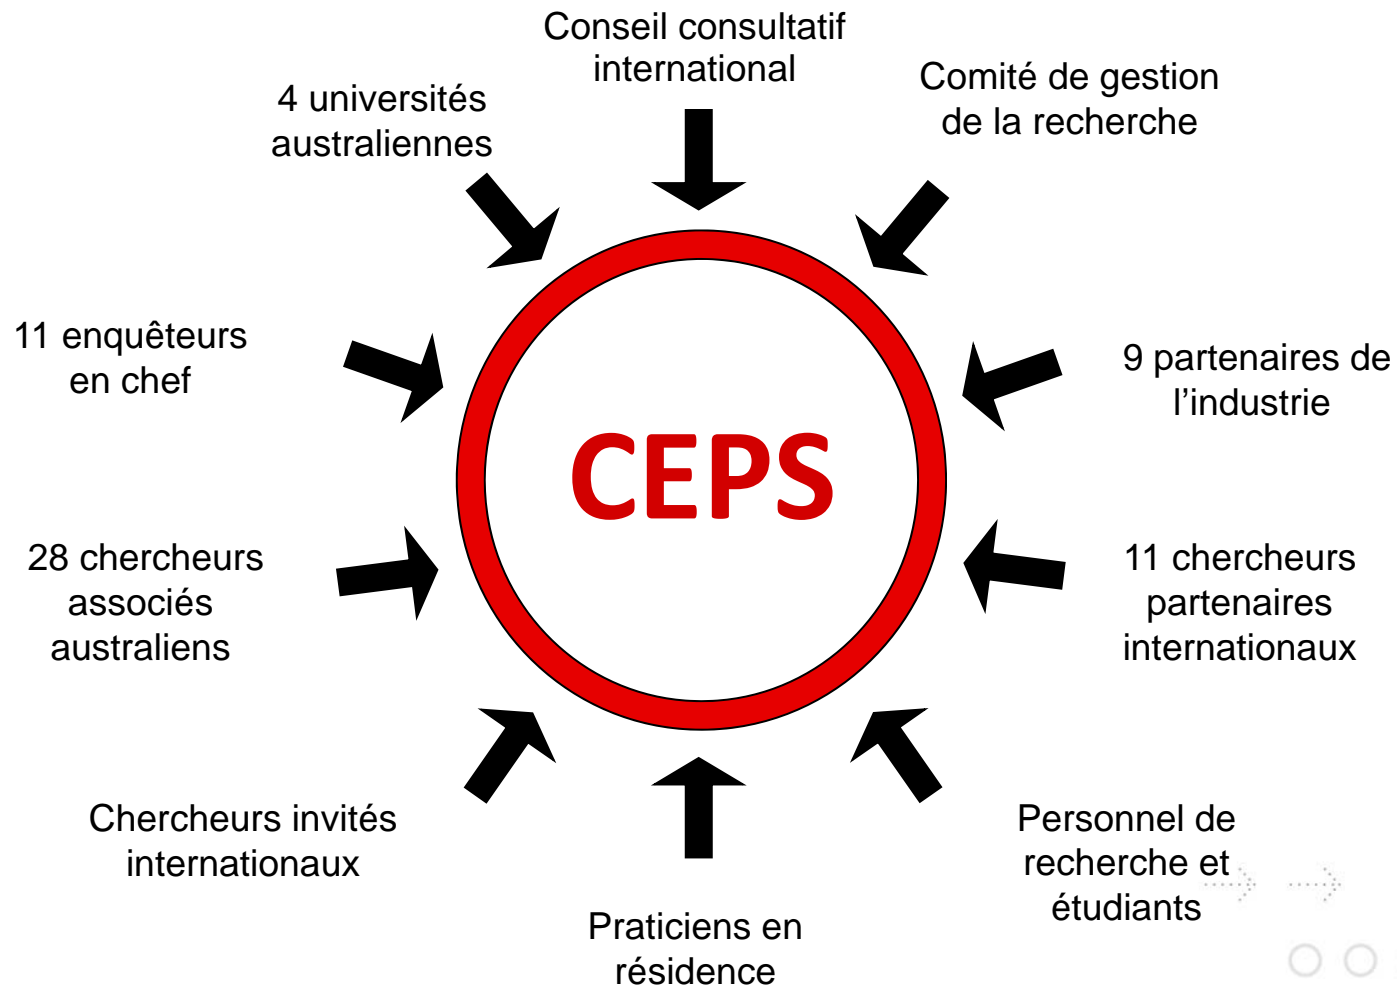 Conseil consultatif
international
Comité de gestion
de la recherche
4 universités
australiennes
11 enquêteurs
en chef
9 partenaires de
l’industrie
CEPS
28 chercheurs
associés
australiens
11 chercheurs
partenaires
internationaux
Chercheurs invités
internationaux
Personnel de
recherche et
étudiants
Praticiens en
résidence